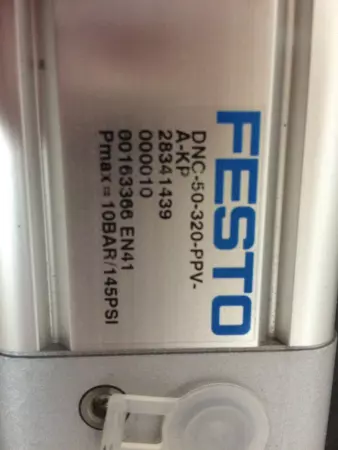 FESTO
DNC-50-320-PPV-
A-KP
28341439
000010
00163366 EN41
Pmax=10BAR/145PSI